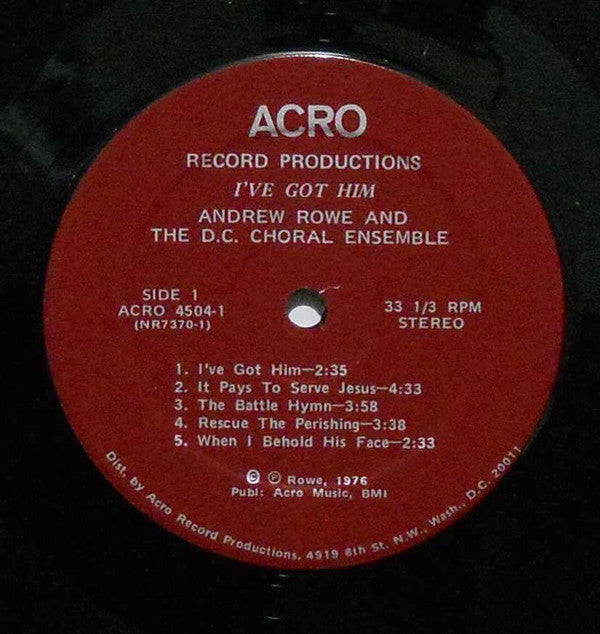 ACRO
RECORD PRODUCTIONS
I'VE GOT HIM
ANDREW ROWE AND
THE D.C. CHORAL ENSEMBLE
SIDE 1
ACRO 4504-1
(NR7370-1)
33 1/3 RPM
STEREO
1. I've Got Him—2:35
2. It Pays To Serve Jesus—4:33
3. The Battle Hymn—3:58
4. Rescue The Perishing—3:38
5. When I Behold His Face—2:33
© ℗ Rowe, 1976
Publ: Acro Music, BMI
Dist. by Acro Record Productions, 4919 8th St. N.W., Wash., D.C. 20011